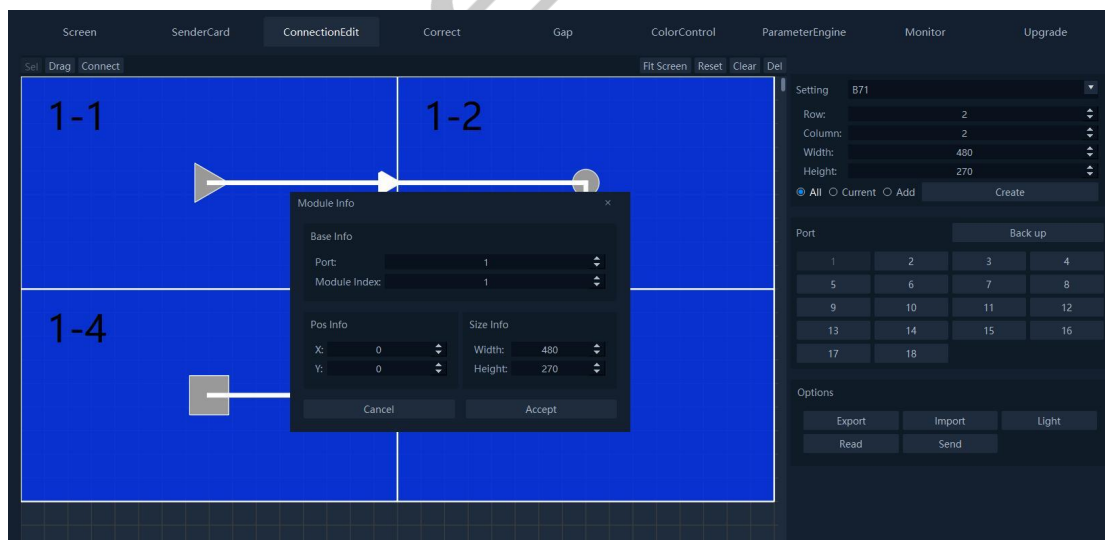 Screen SenderCard ConnectionEdit Correct Gap ColorControl ParameterEngine Monitor Upgrade
Sel Drag Connect Fit Screen Reset Clear Del
Setting B71
Row: 2
Column: 2
Width: 480
Height: 270
All Current Add Create
Port Back up
1 2 3 4
5 6 7 8
9 10 11 12
13 14 15 16
17 18
Options
Export Import Light
Read Send
1-1 1-2
1-4
Module Info ×
Base Info
Port: 1
Module Index: 1
Pos Info Size Info
X: 0 Width: 480
Y: 0 Height: 270
Cancel Accept